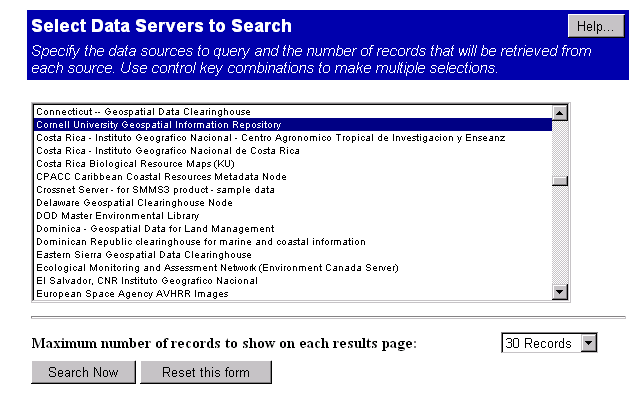 Select Data Servers to Search
Help...
Specify the data sources to query and the number of records that will be retrieved from
each source. Use control key combinations to make multiple selections.
Connecticut -- Geospatial Data Clearinghouse
Cornell University Geospatial Information Repository
Costa Rica - Instituto Geografico Nacional - Centro Agronomico Tropical de Investigacion y Enseanz
Costa Rica - Instituto Geografico Nacional de Costa Rica
Costa Rica Biological Resource Maps (KU)
CPACC Caribbean Coastal Resources Metadata Node
Crossnet Server - for SMMS3 product - sample data
Delaware Geospatial Clearinghouse Node
DOD Master Environmental Library
Dominica - Geospatial Data for Land Management
Dominican Republic clearinghouse for marine and coastal information
Eastern Sierra Geospatial Data Clearinghouse
Ecological Monitoring and Assessment Network (Environment Canada Server)
El Salvador, CNR Instituto Geografico Nacional
European Space Agency AVHRR Images
Maximum number of records to show on each results page:
30 Records
Search Now
Reset this form